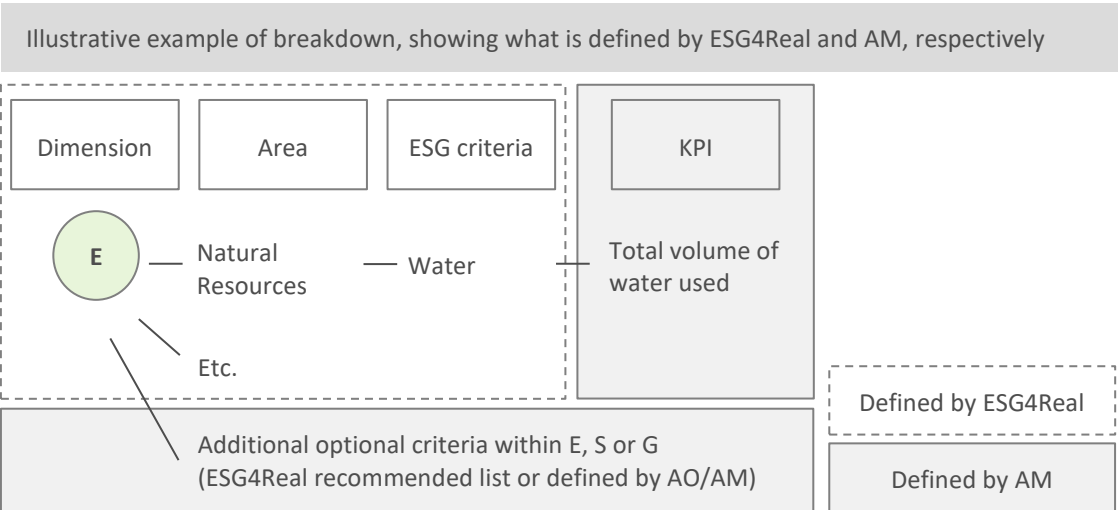 Illustrative example of breakdown, showing what is defined by ESG4Real and AM, respectively
Dimension
Area
ESG criteria
KPI
E
Natural
Resources
Water
Total volume of
water used
Etc.
Additional optional criteria within E, S or G
(ESG4Real recommended list or defined by AO/AM)
Defined by ESG4Real
Defined by AM